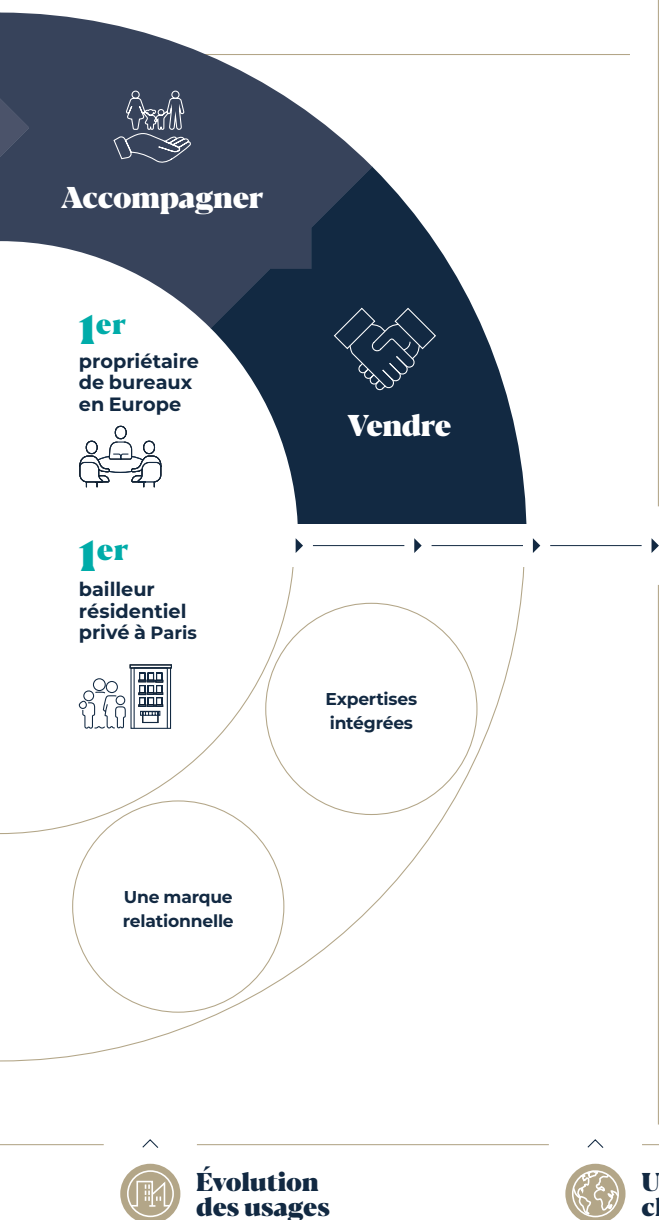 Accompagner
Vendre
1er
propriétaire
de bureaux
en Europe
1er
bailleur
résidentiel
privé à Paris
Expertises
intégrées
Une marque
relationnelle
Évolution
des usages